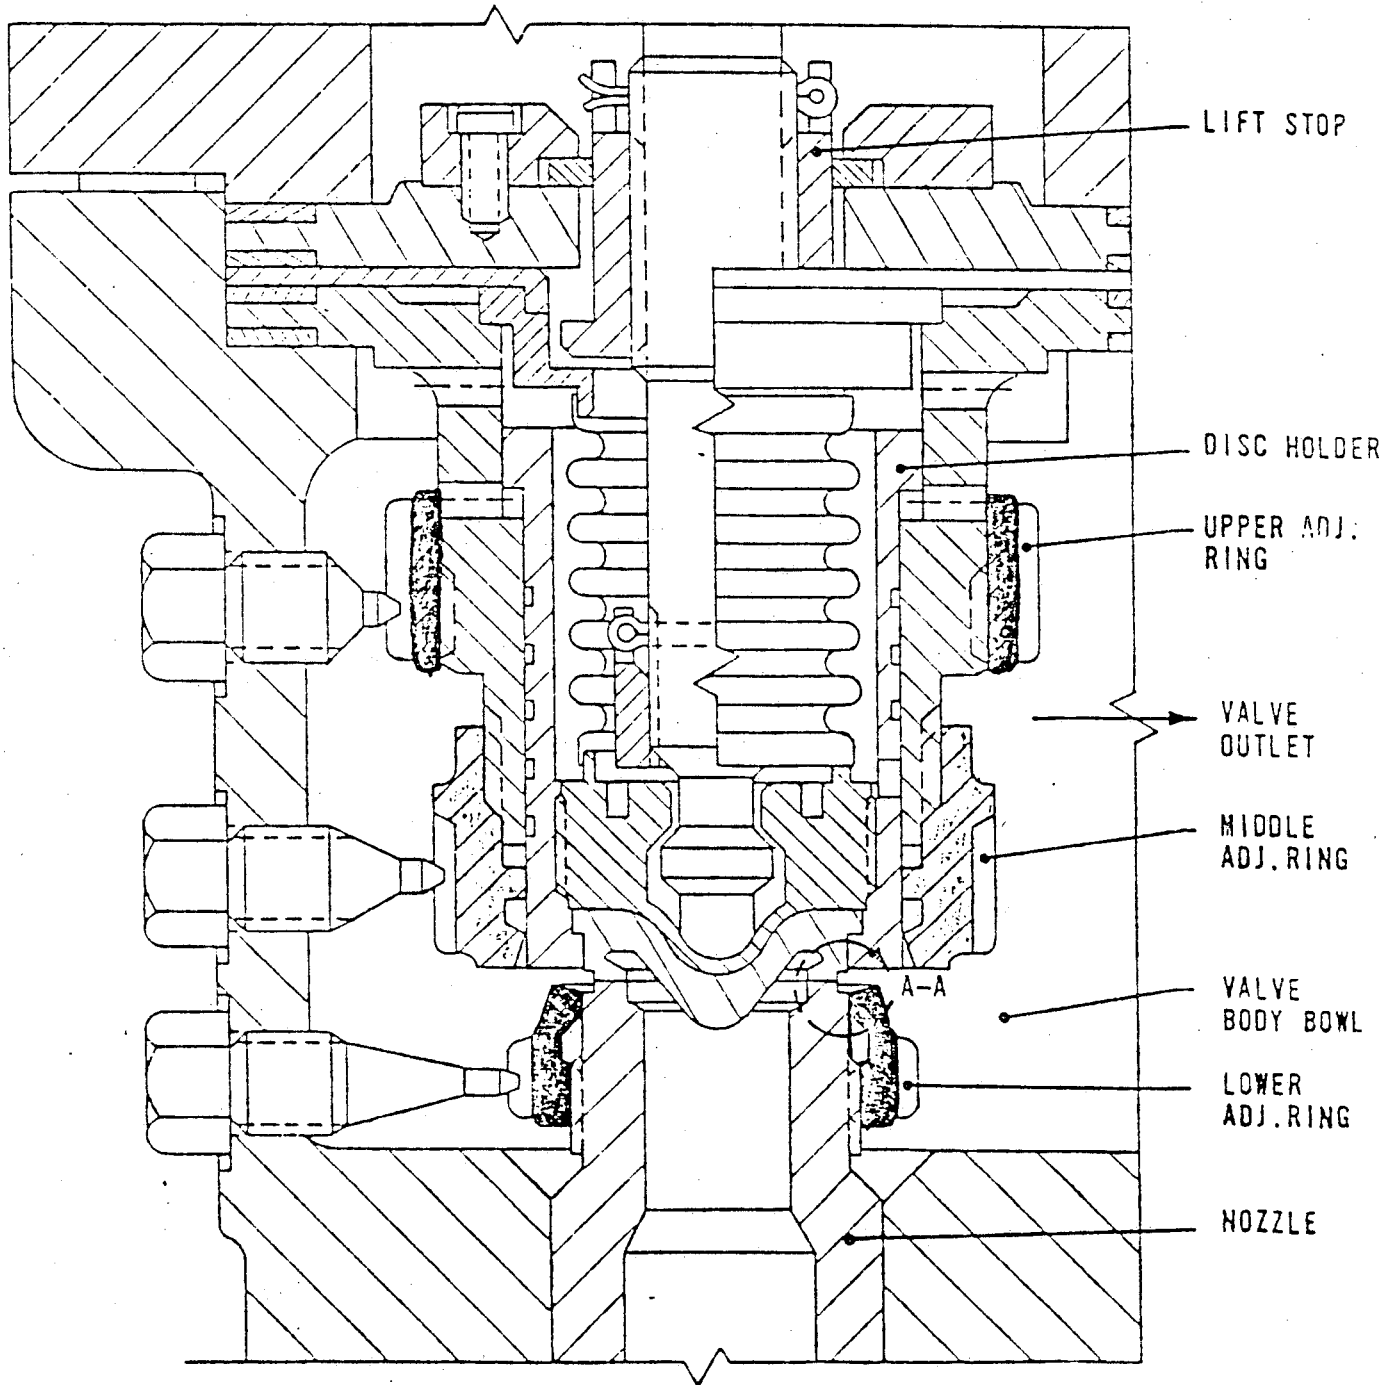 LIFT STOP
DISC HOLDER
UPPER ADJ.
RING
VALVE
OUTLET
MIDDLE
ADJ.RING
A-A
VALVE
BODY BOWL
LOWER
ADJ.RING
NOZZLE